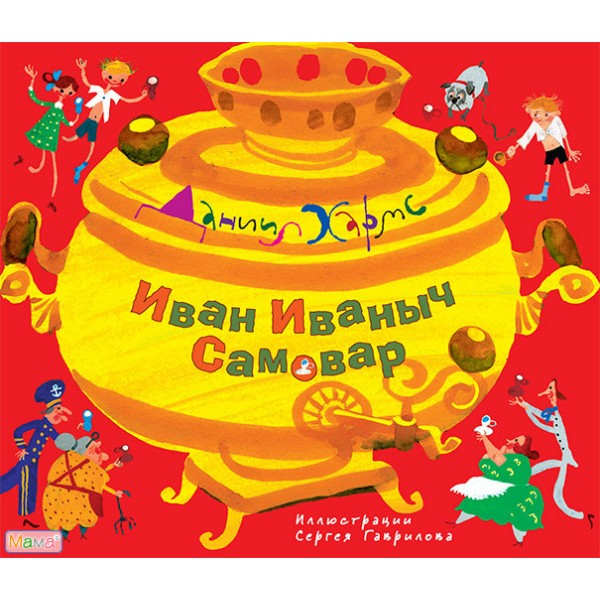 Даниил Хармс
Иван Иваныч
Самовар
Иллюстрации
Сергея Гаврилова
Мама